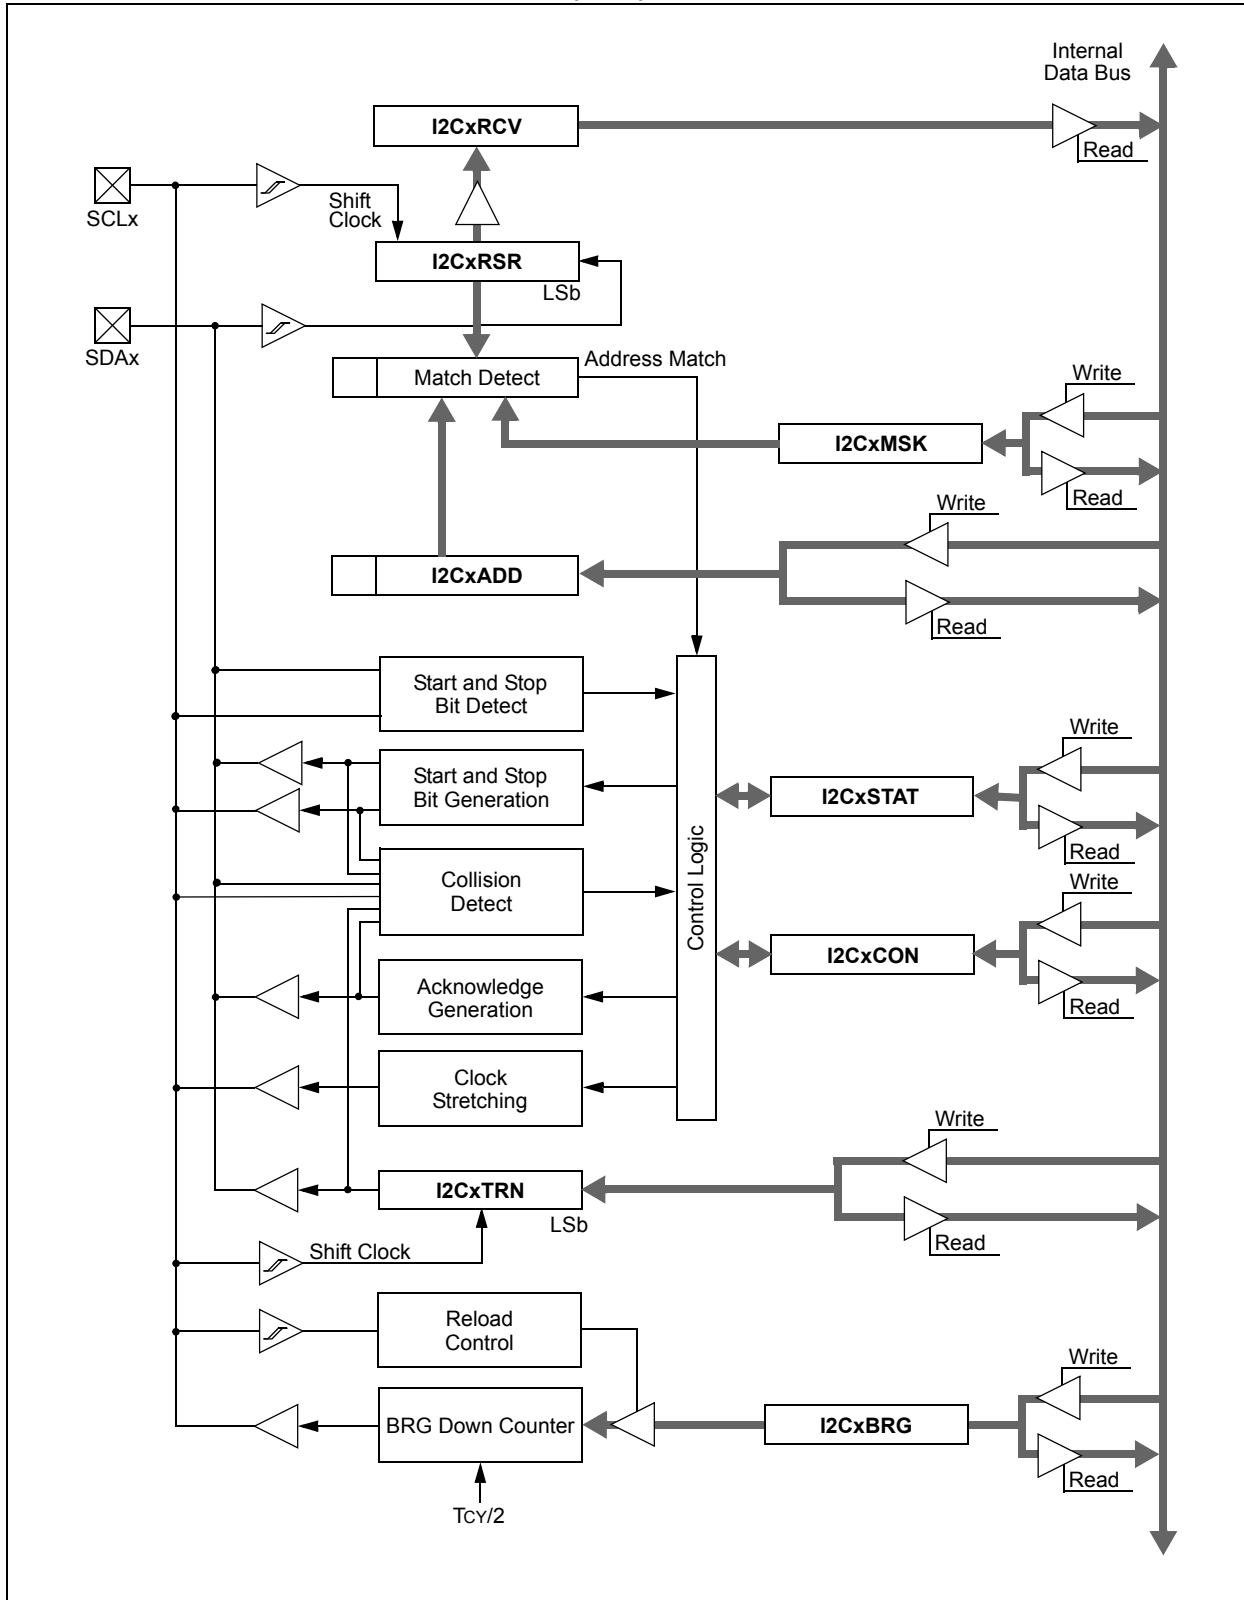 Internal
Data Bus
I2CxRCV
Read
SCLx
Shift
Clock
I2CxRSR
LSb
SDAx
Address Match
Match Detect
Write
I2CxMSK
Read
Write
I2CxADD
Read
Start and Stop
Bit Detect
Write
Start and Stop
Bit Generation
I2CxSTAT
Read
Control Logic
Collision
Detect
Write
I2CxCON
Read
Acknowledge
Generation
Clock
Stretching
Write
I2CxTRN
LSb
Read
Shift Clock
Reload
Control
Write
BRG Down Counter
I2CxBRG
Read
TCY/2